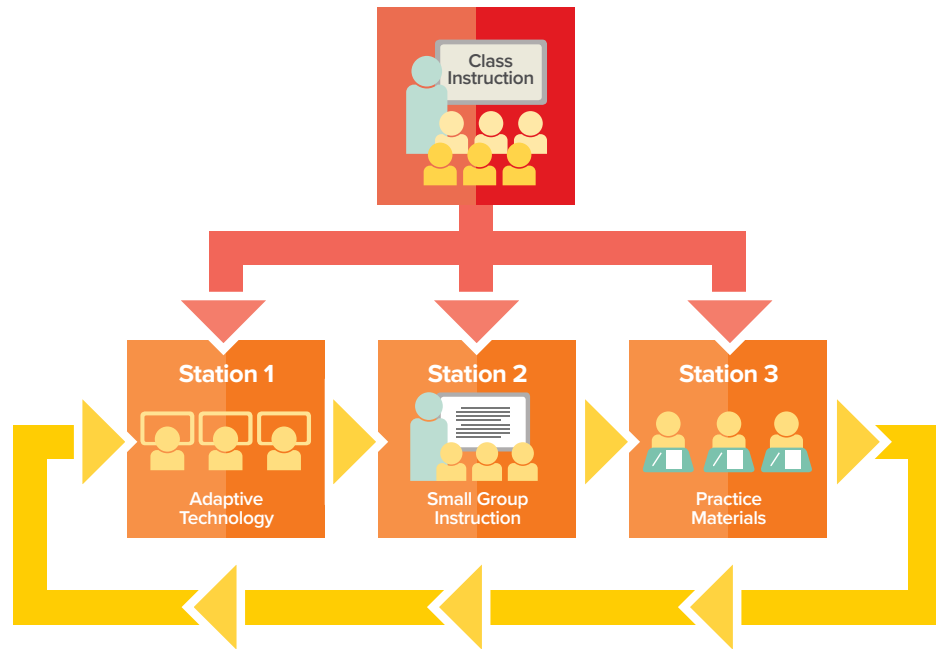 Class
Instruction
Station 1
Station 2
Station 3
Adaptive
Technology
Small Group
Instruction
Practice
Materials